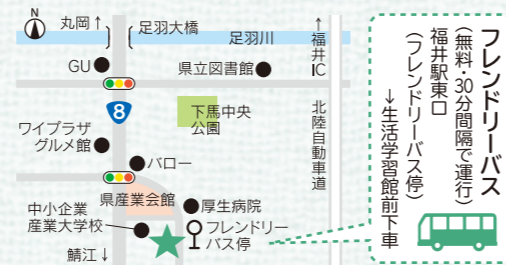 N
丸岡↑
足羽大橋
足羽川
↑福井IC
GU
県立図書館
8
下馬中央
公園
北陸自動車道
ワイプラザ
グルメ館
バロー
県産業会館
厚生病院
中小企業
産業大学校
フレンドリー
バス停
鯖江↓
フレンドリーバス
(無料・30分間隔で運行)
福井駅東口
(フレンドリーバス停)
↓生活学習館前下車